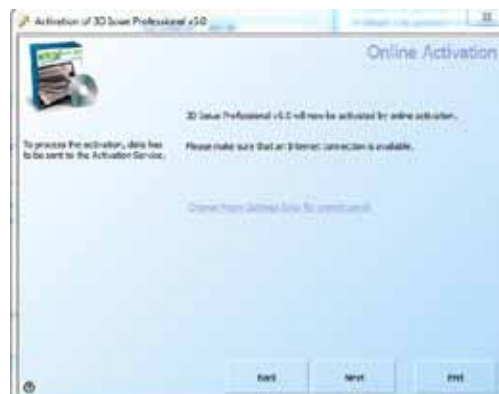 Activation of 3D Issue Professional v5.0
Online Activation
3D Issue Professional v5.0 will now be activated by online activation.
To process the activation, data has
to be sent to the Activation Service.
Please make sure that an Internet connection is available.
Back
Next